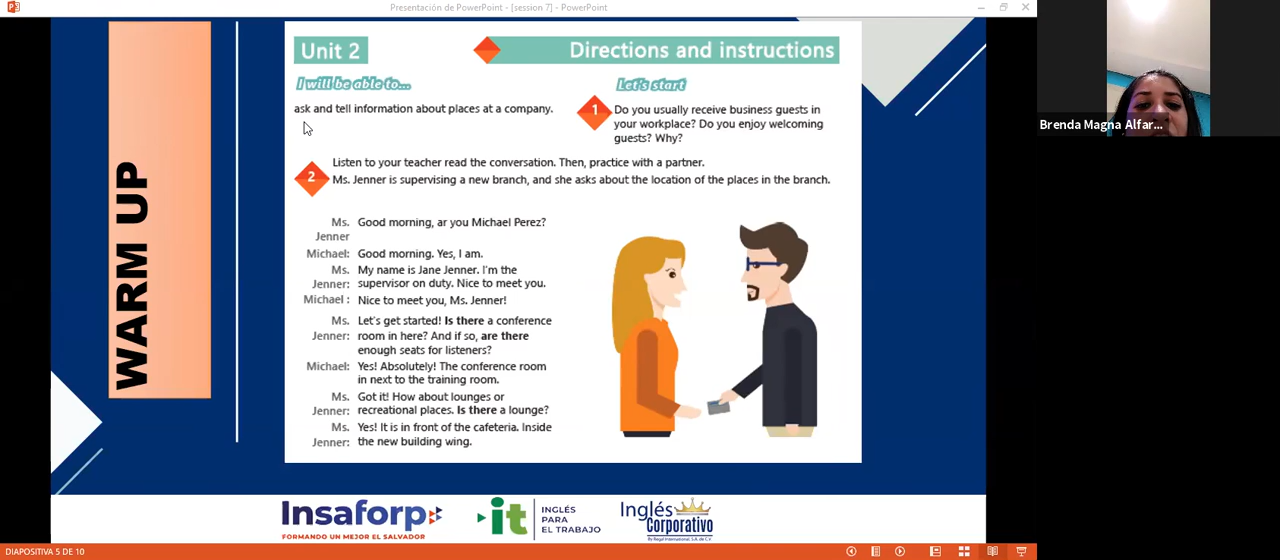 Presentación de PowerPoint - [session 7] - PowerPoint
Brenda Magna Alfar...
WARM UP
Unit 2
Directions and instructions
I will be able to...
ask and tell information about places at a company.
Let's start
1
Do you usually receive business guests in
your workplace? Do you enjoy welcoming
guests? Why?
2
Listen to your teacher read the conversation. Then, practice with a partner.
Ms. Jenner is supervising a new branch, and she asks about the location of the places in the branch.
Ms. Good morning, ar you Michael Perez?
Jenner
Michael: Good morning. Yes, I am.
Ms. My name is Jane Jenner. I'm the
Jenner: supervisor on duty. Nice to meet you.
Michael : Nice to meet you, Ms. Jenner!
Ms. Let's get started! Is there a conference
Jenner: room in here? And if so, are there
enough seats for listeners?
Michael: Yes! Absolutely! The conference room
in next to the training room.
Ms. Got it! How about lounges or
Jenner: recreational places. Is there a lounge?
Ms. Yes! It is in front of the cafeteria. Inside
Jenner: the new building wing.
Insaforp
FORMANDO UN MEJOR EL SALVADOR
it
INGLÉS
PARA
EL TRABAJO
Inglés
Corporativo
By Regal International, S.A. de C.V.
DIAPOSITIVA 5 DE 10